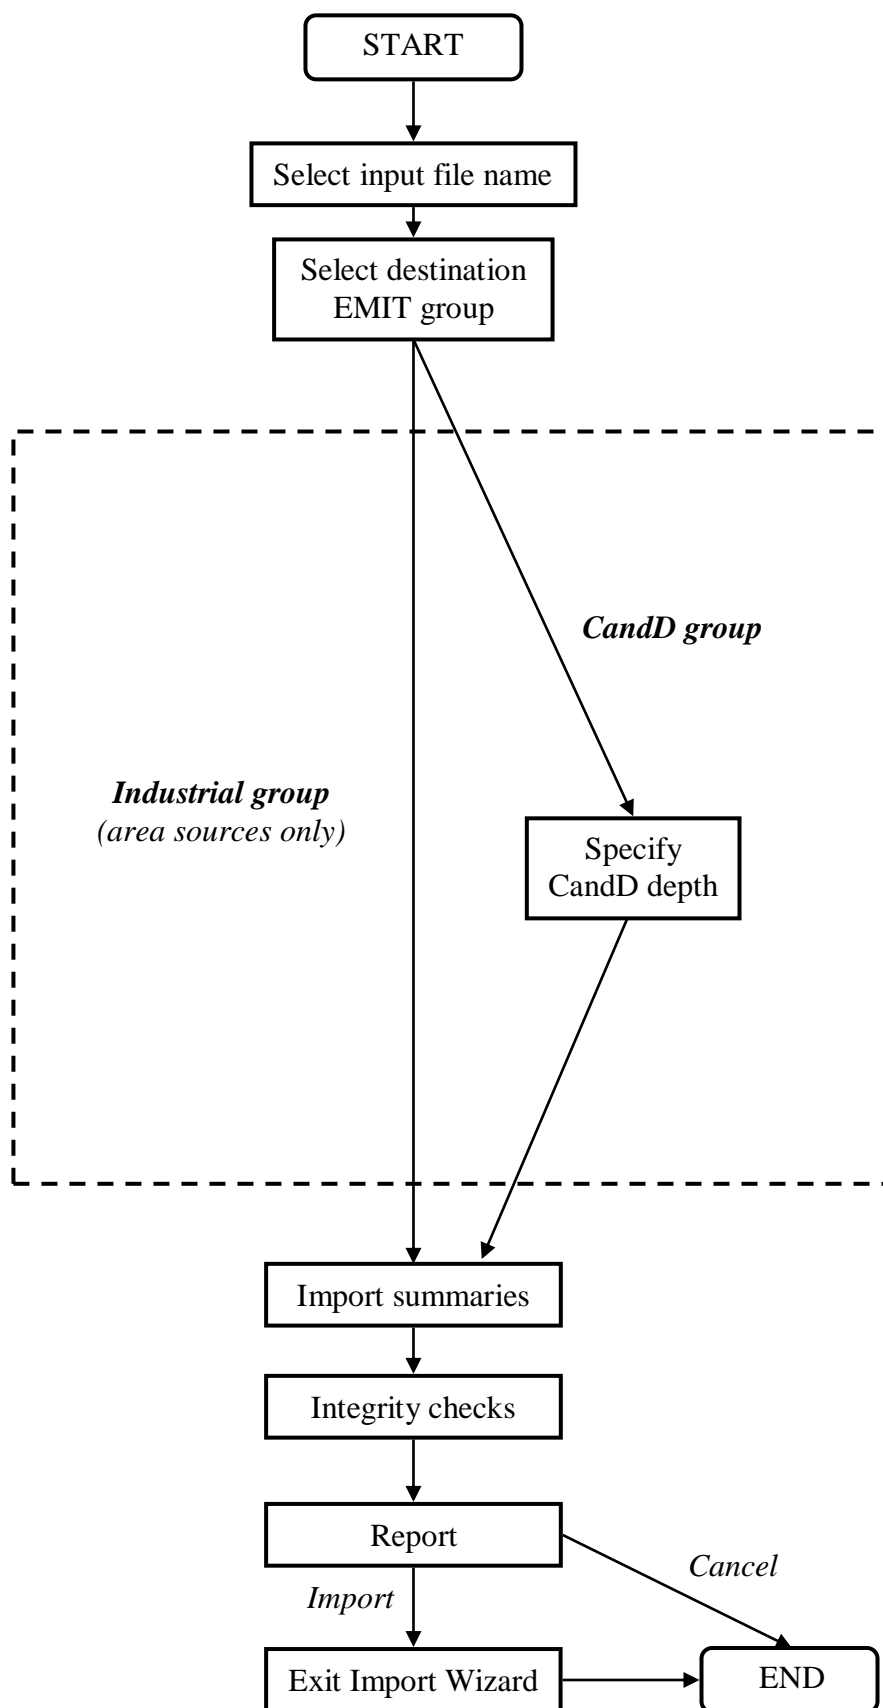 START
Select input file name
Select destination
EMIT group
CandD group
Industrial group
(area sources only)
Specify
CandD depth
Import summaries
Integrity checks
Report
Cancel
Import
Exit Import Wizard
END